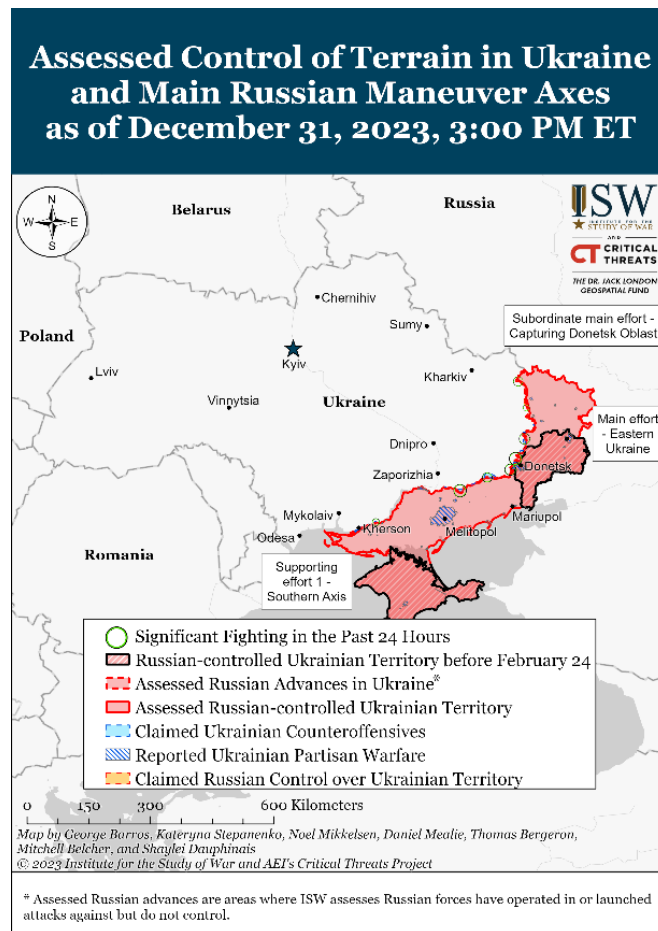 Assessed Control of Terrain in Ukraine
and Main Russian Maneuver Axes
as of December 31, 2023, 3:00 PM ET
N
W
E
S
Belarus
Russia
ISW
INSTITUTE FOR THE
STUDY OF WAR
AND
CT CRITICAL
THREATS
THE DR. JACK LONDON
GEOSPATIAL FUND
Chernihiv
Subordinate main effort -
Capturing Donetsk Oblast
Sumy
Poland
Kyiv
Lviv
Kharkiv
Ukraine
Vinnytsia
Main effort
- Eastern
Ukraine
Dnipro
Donetsk
Zaporizhia
Mykolaiv
Mariupol
Kherson
Melitopol
Odesa
Romania
Supporting
effort 1 -
Southern Axis
Significant Fighting in the Past 24 Hours
Russian-controlled Ukrainian Territory before February 24
Assessed Russian Advances in Ukraine*
Assessed Russian-controlled Ukrainian Territory
Claimed Ukrainian Counteroffensives
Reported Ukrainian Partisan Warfare
Claimed Russian Control over Ukrainian Territory
0 150 300 600 Kilometers
Map by George Barros, Kateryna Stepanenko, Noel Mikkelsen, Daniel Mealie, Thomas Bergeron,
Mitchell Belcher, and Shaylei Dauphinais
© 2023 Institute for the Study of War and AEI's Critical Threats Project
* Assessed Russian advances are areas where ISW assesses Russian forces have operated in or launched
attacks against but do not control.